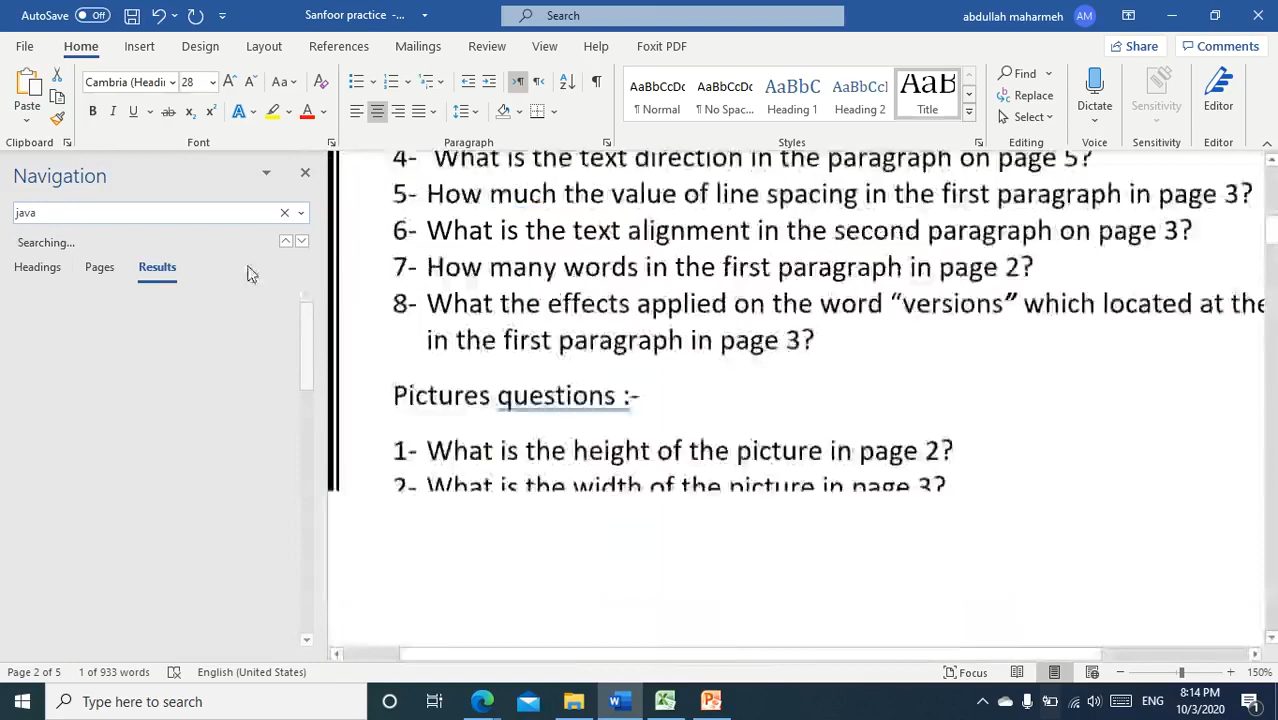 AutoSave Off Sanfoor practice -... Search abdullah maharmeh AM
File Home Insert Design Layout References Mailings Review View Help Foxit PDF Share Comments
Cambria (Headi 28 Aa AaBbCcDc AaBbCcDc AaBbC AaBbCcI AaB Find
Paste B I U ab x₂ x² A A ¶ Normal ¶ No Spac... Heading 1 Heading 2 Title Replace Select Dictate Sensitivity Editor
Clipboard Font Paragraph Styles Editing Voice Sensitivity Editor
Navigation
java
Searching...
Headings Pages Results
4- What is the text direction in the paragraph on page 5?
5- How much the value of line spacing in the first paragraph in page 3?
6- What is the text alignment in the second paragraph on page 3?
7- How many words in the first paragraph in page 2?
8- What the effects applied on the word “versions” which located at the
in the first paragraph in page 3?
Pictures questions :-
1- What is the height of the picture in page 2?
2- What is the width of the picture in page 3?
Page 2 of 5 1 of 933 words English (United States) Focus 150%
Type here to search ENG 8:14 PM
10/3/2020 1